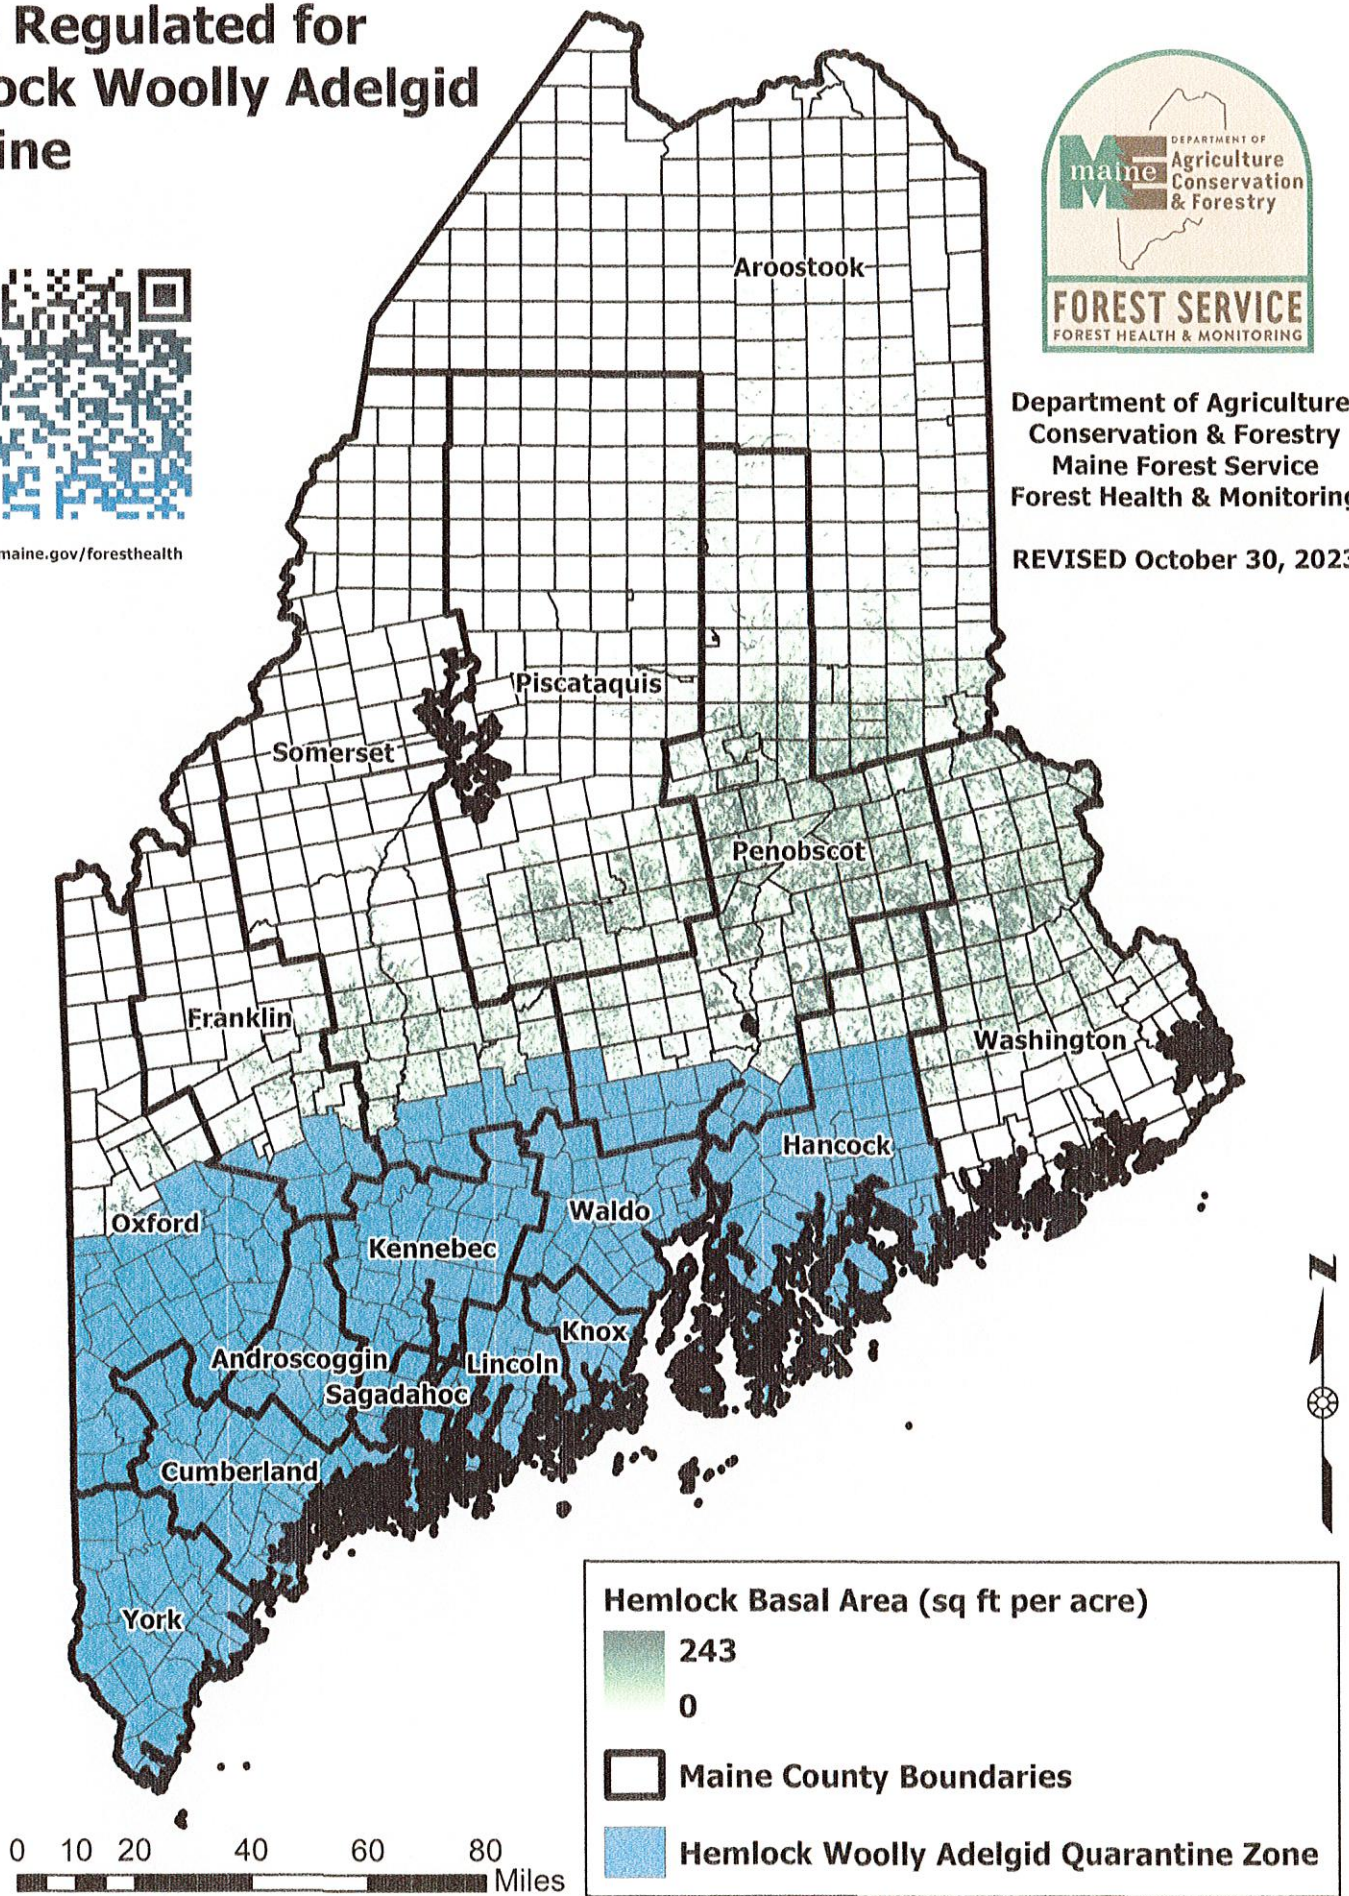 Regulated for
ock Woolly Adelgid
ine
maine.gov/foresthealth
maine
DEPARTMENT OF
Agriculture
Conservation
& Forestry
FOREST SERVICE
FOREST HEALTH & MONITORING
Department of Agriculture
Conservation & Forestry
Maine Forest Service
Forest Health & Monitoring
REVISED October 30, 2023
Aroostook
Piscataquis
Somerset
Penobscot
Franklin
Washington
Hancock
Oxford
Waldo
Kennebec
Knox
Androscoggin
Lincoln
Sagadahoc
Cumberland
York
N
Hemlock Basal Area (sq ft per acre)
243
0
Maine County Boundaries
Hemlock Woolly Adelgid Quarantine Zone
0 10 20 40 60 80
Miles